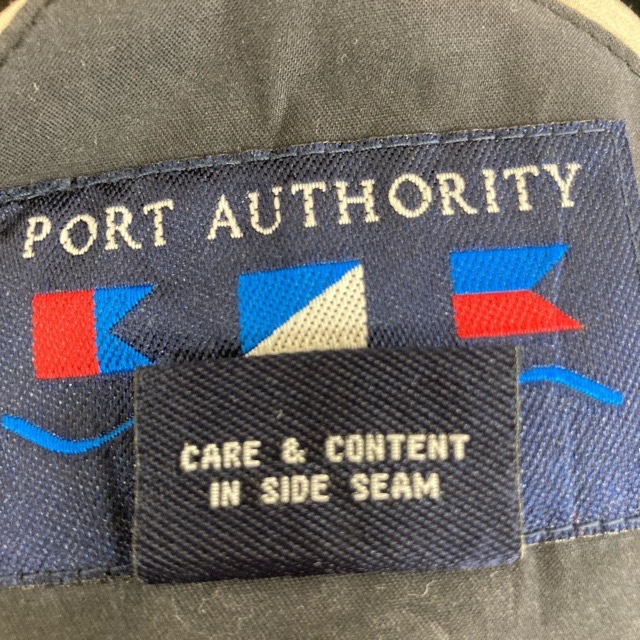 PORT AUTHORITY
CARE & CONTENT
IN SIDE SEAM